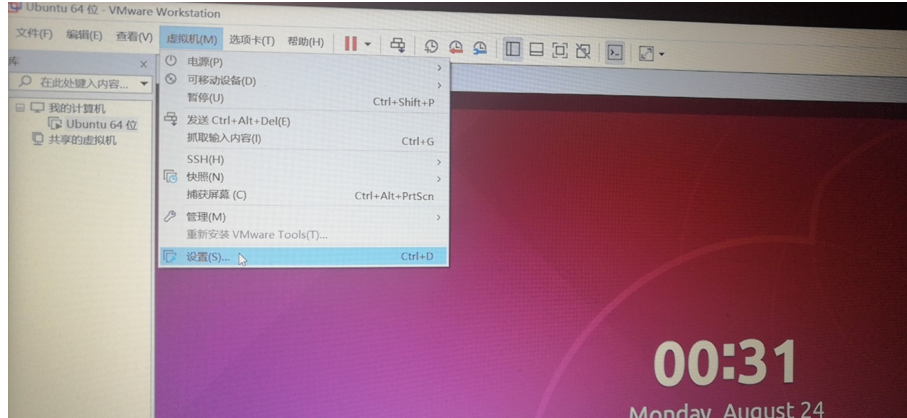 Ubuntu 64 位 - VMware Workstation
文件(F) 编辑(E) 查看(V) 虚拟机(M) 选项卡(T) 帮助(H)
库
在此处键入内容...
我的计算机
Ubuntu 64 位
共享的虚拟机
电源(P)
可移动设备(D)
暂停(U) Ctrl+Shift+P
发送 Ctrl+Alt+Del(E)
抓取输入内容(I) Ctrl+G
SSH(H)
快照(N)
捕获屏幕 (C) Ctrl+Alt+PrtScn
管理(M)
重新安装 VMware Tools(T)...
设置(S)... Ctrl+D
00:31
Monday, August 24